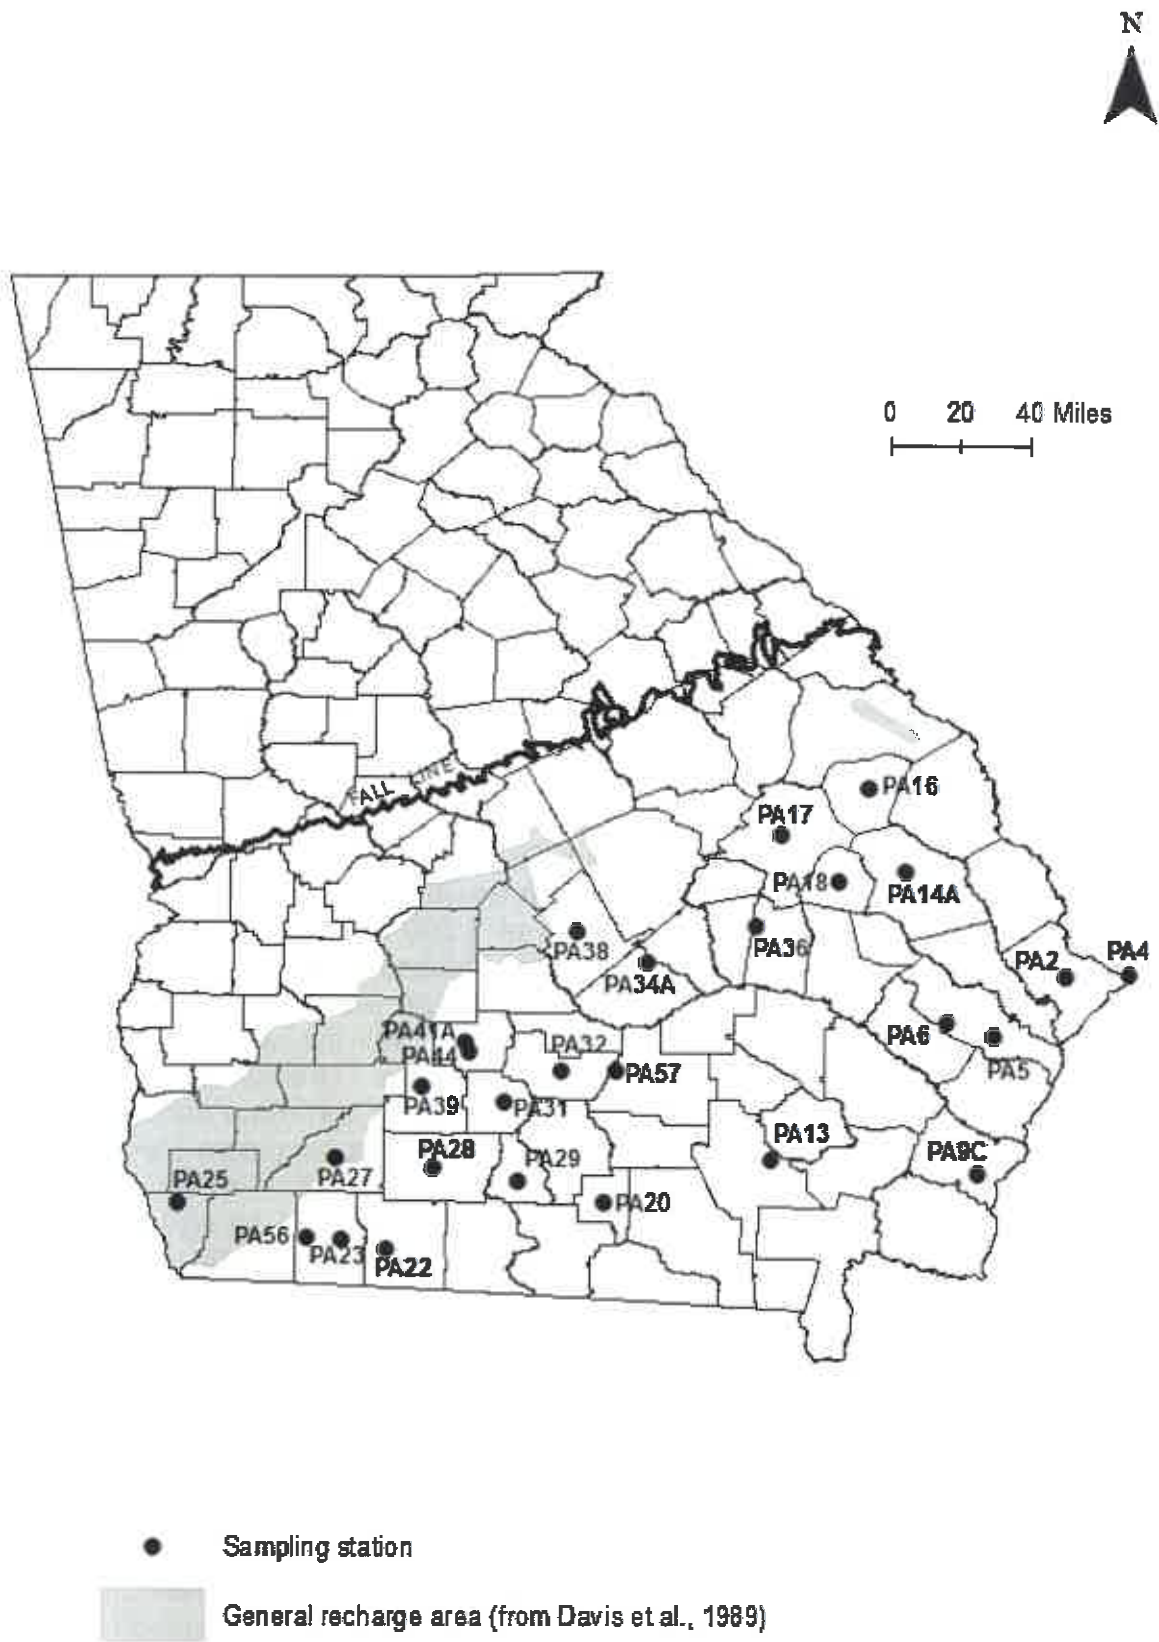 N
0 20 40 Miles
FALL LINE
PA16
PA17
PA18
PA14A
PA36
PA38
PA34A
PA2
PA4
PA6
PA5
PA41A
PA44
PA32
PA57
PA39
PA31
PA13
PA28
PA29
PA9C
PA25
PA27
PA20
PA56
PA23
PA22
Sampling station
General recharge area (from Davis et al., 1989)